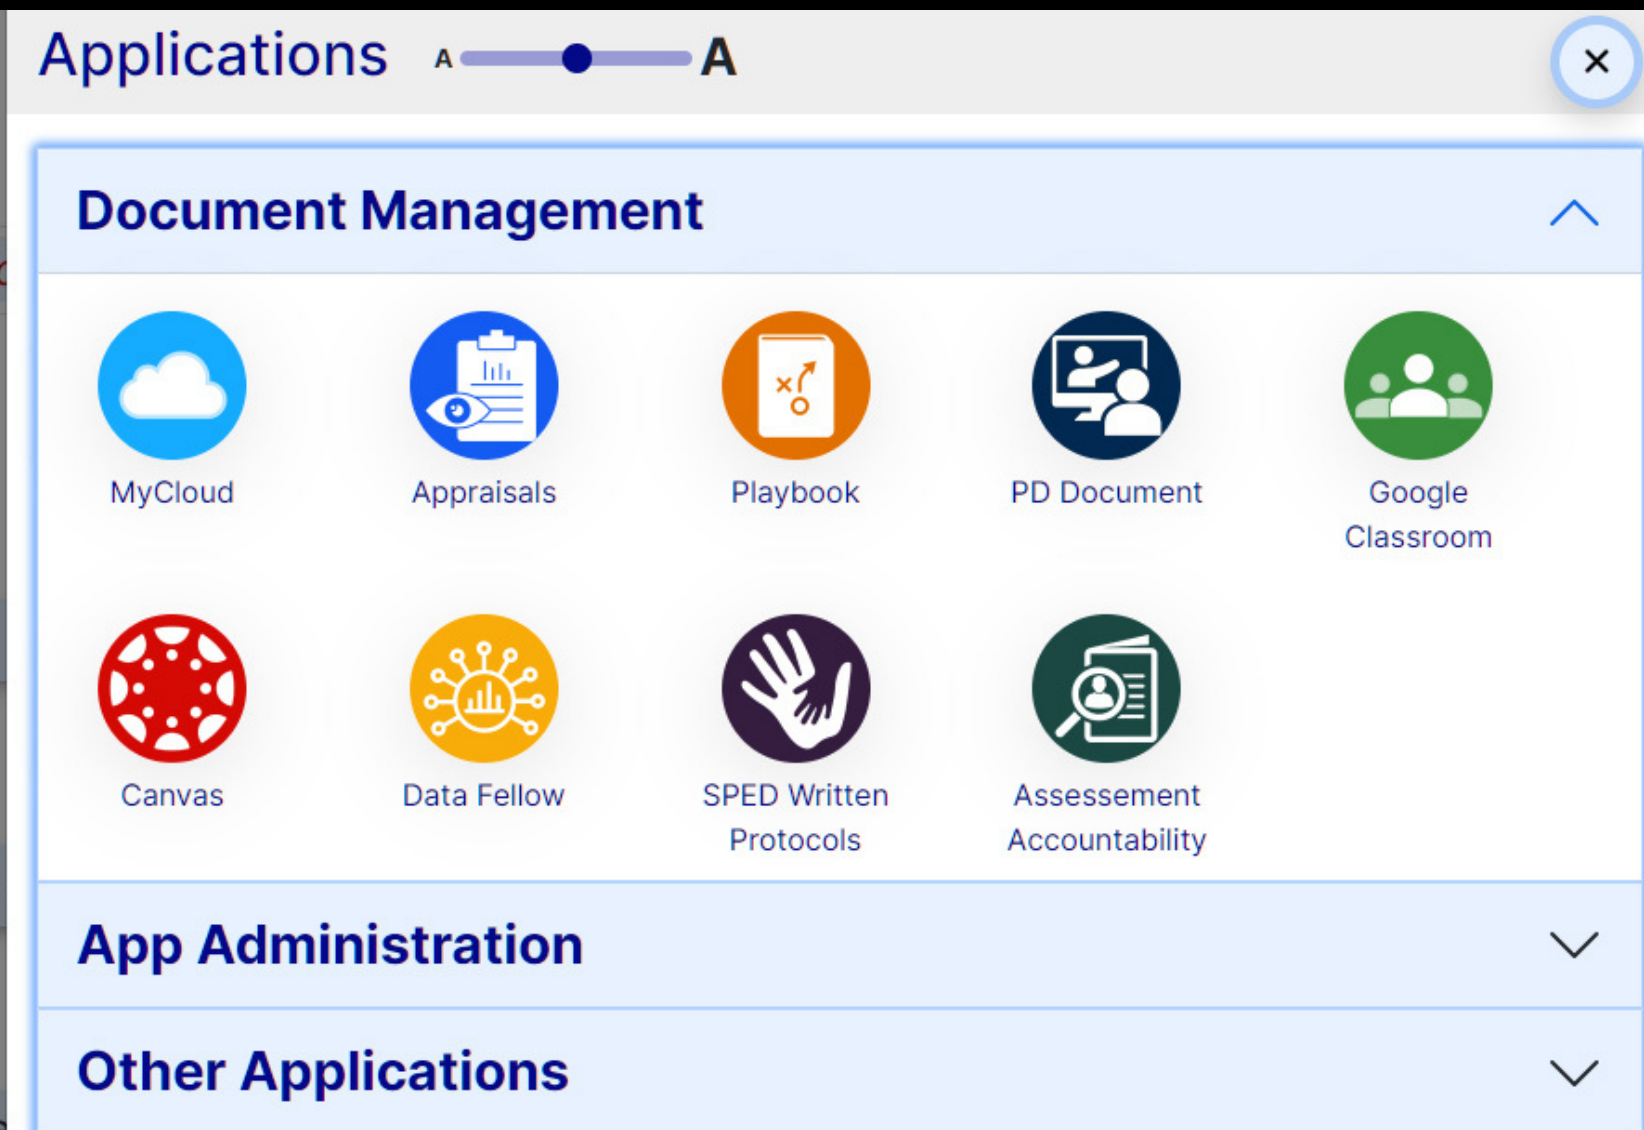 Applications A A
Document Management
MyCloud Appraisals Playbook PD Document Google
Classroom
Canvas Data Fellow SPED Written Assessement
Protocols Accountability
App Administration
Other Applications